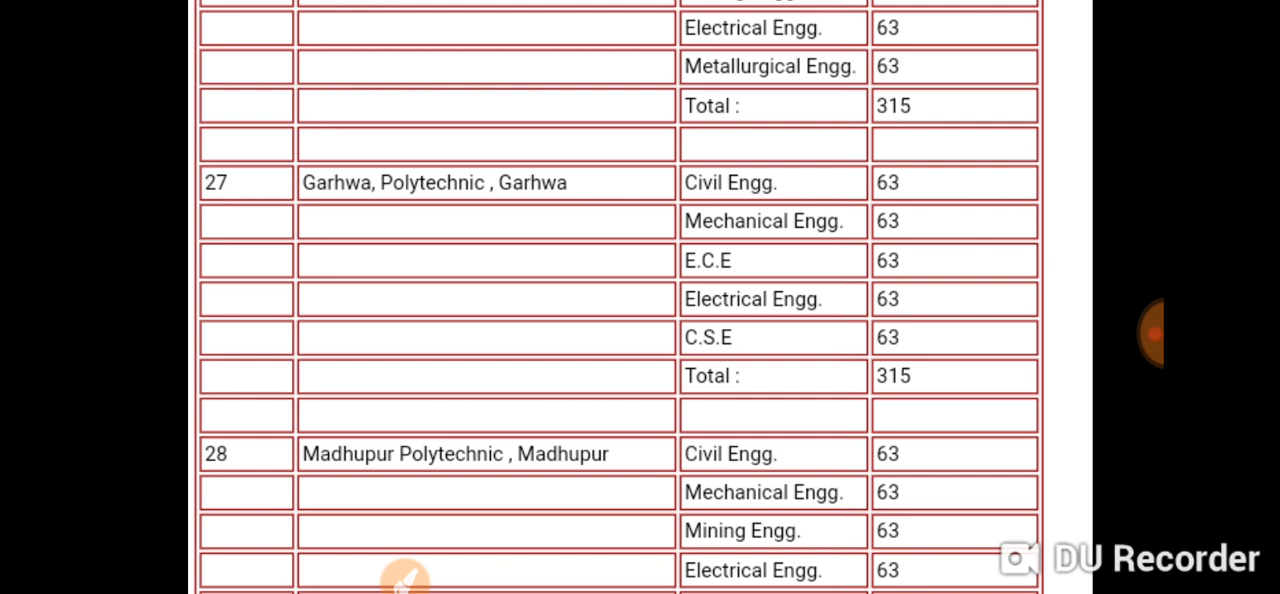 Electrical Engg. 63
Metallurgical Engg. 63
Total : 315
27 Garhwa, Polytechnic , Garhwa Civil Engg. 63
Mechanical Engg. 63
E.C.E 63
Electrical Engg. 63
C.S.E 63
Total : 315
28 Madhupur Polytechnic , Madhupur Civil Engg. 63
Mechanical Engg. 63
Mining Engg. 63
Electrical Engg. 63
DU Recorder